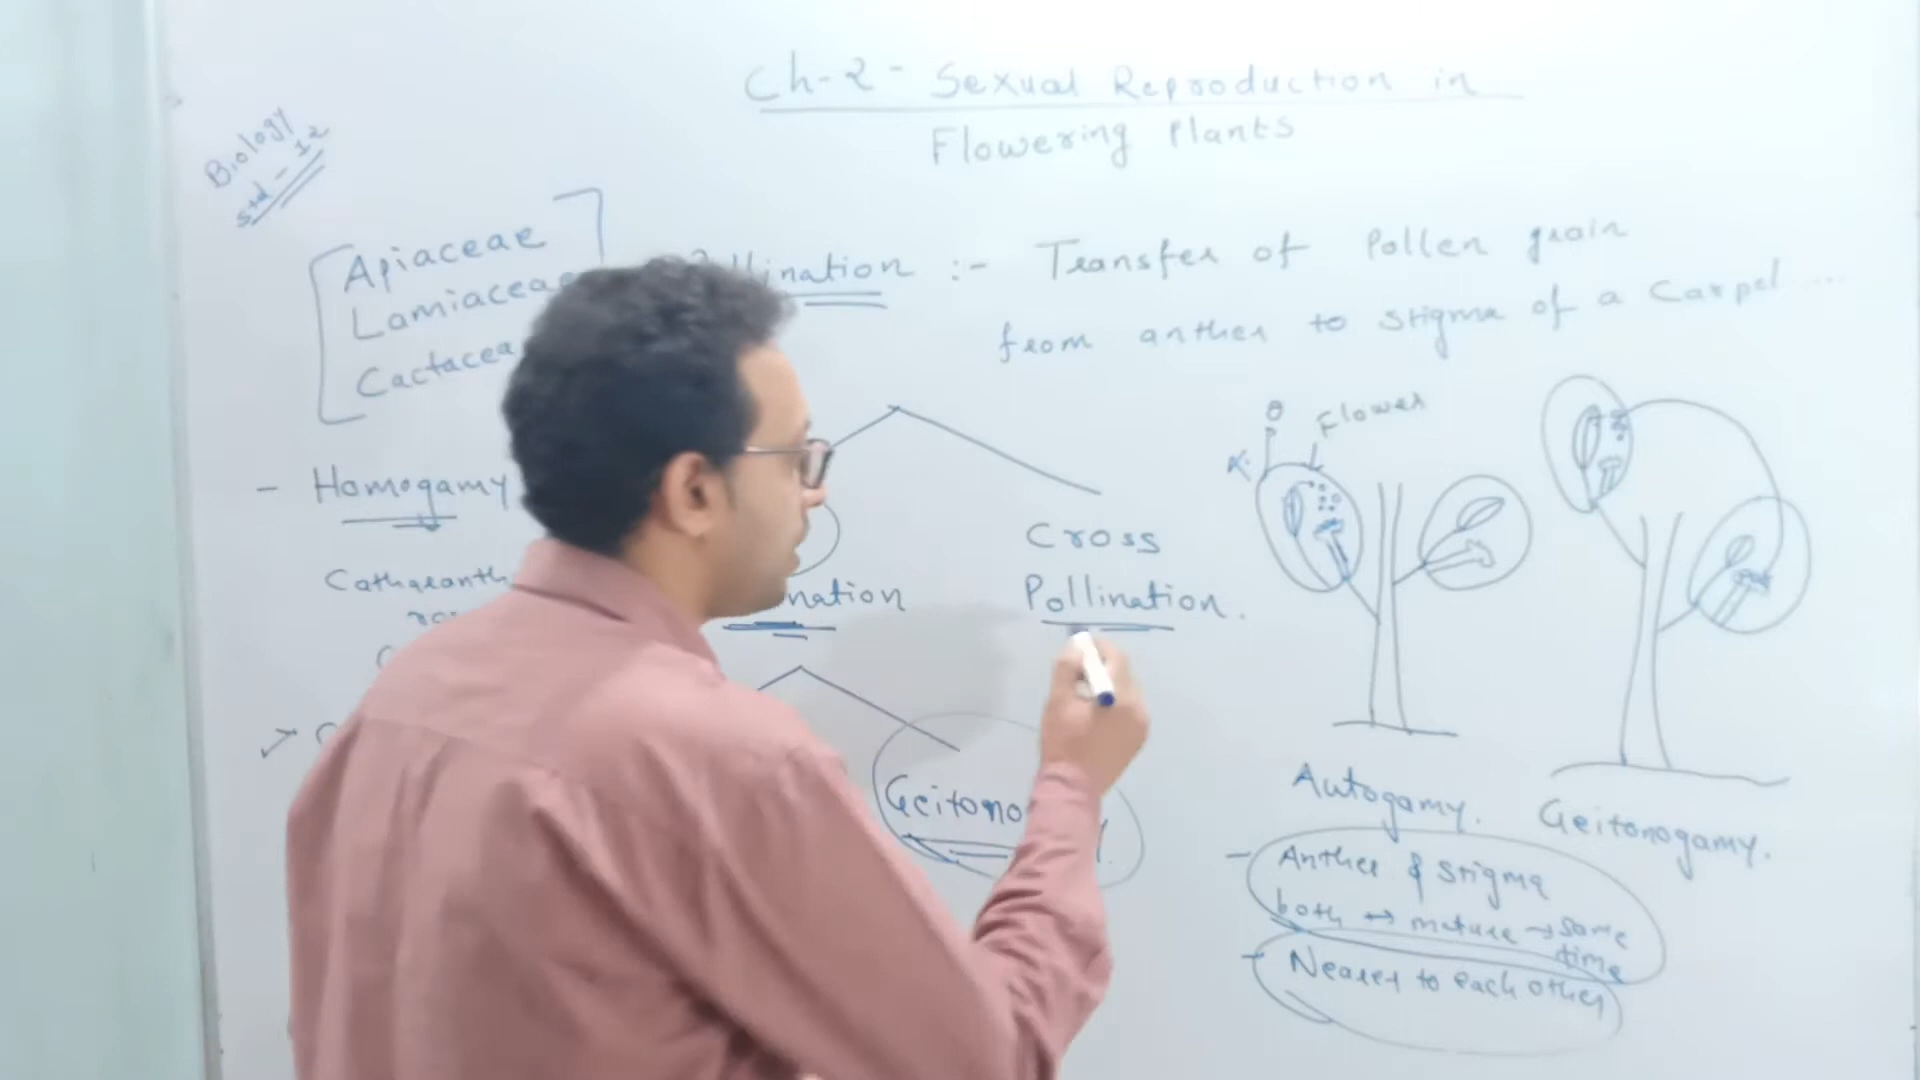 Ch-2 - Sexual Reproduction in
Flowering Plants
Biology
std - 12
Apiaceae
Lamiaceae
Cactacea
Pollination :- Transfer of Pollen grain
from anther to stigma of a Carpel ...
- Homogamy
Cross
Pollination.
nation
Geitono
Flower
Autogamy.
Geitonogamy.
- Anther & stigma
both ↔ mature → same
time
- Nearer to each other